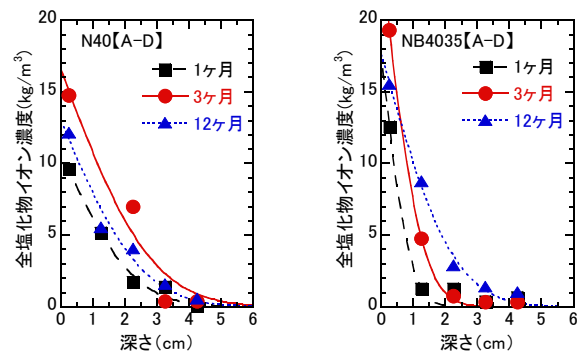 N40【A-D】
1ヶ月
3ヶ月
12ヶ月
全塩化物イオン濃度(kg/m³)
20
15
10
5
0
0 1 2 3 4 5 6
深さ(cm)
NB4035【A-D】
1ヶ月
3ヶ月
12ヶ月
全塩化物イオン濃度(kg/m³)
20
15
10
5
0
0 1 2 3 4 5 6
深さ(cm)